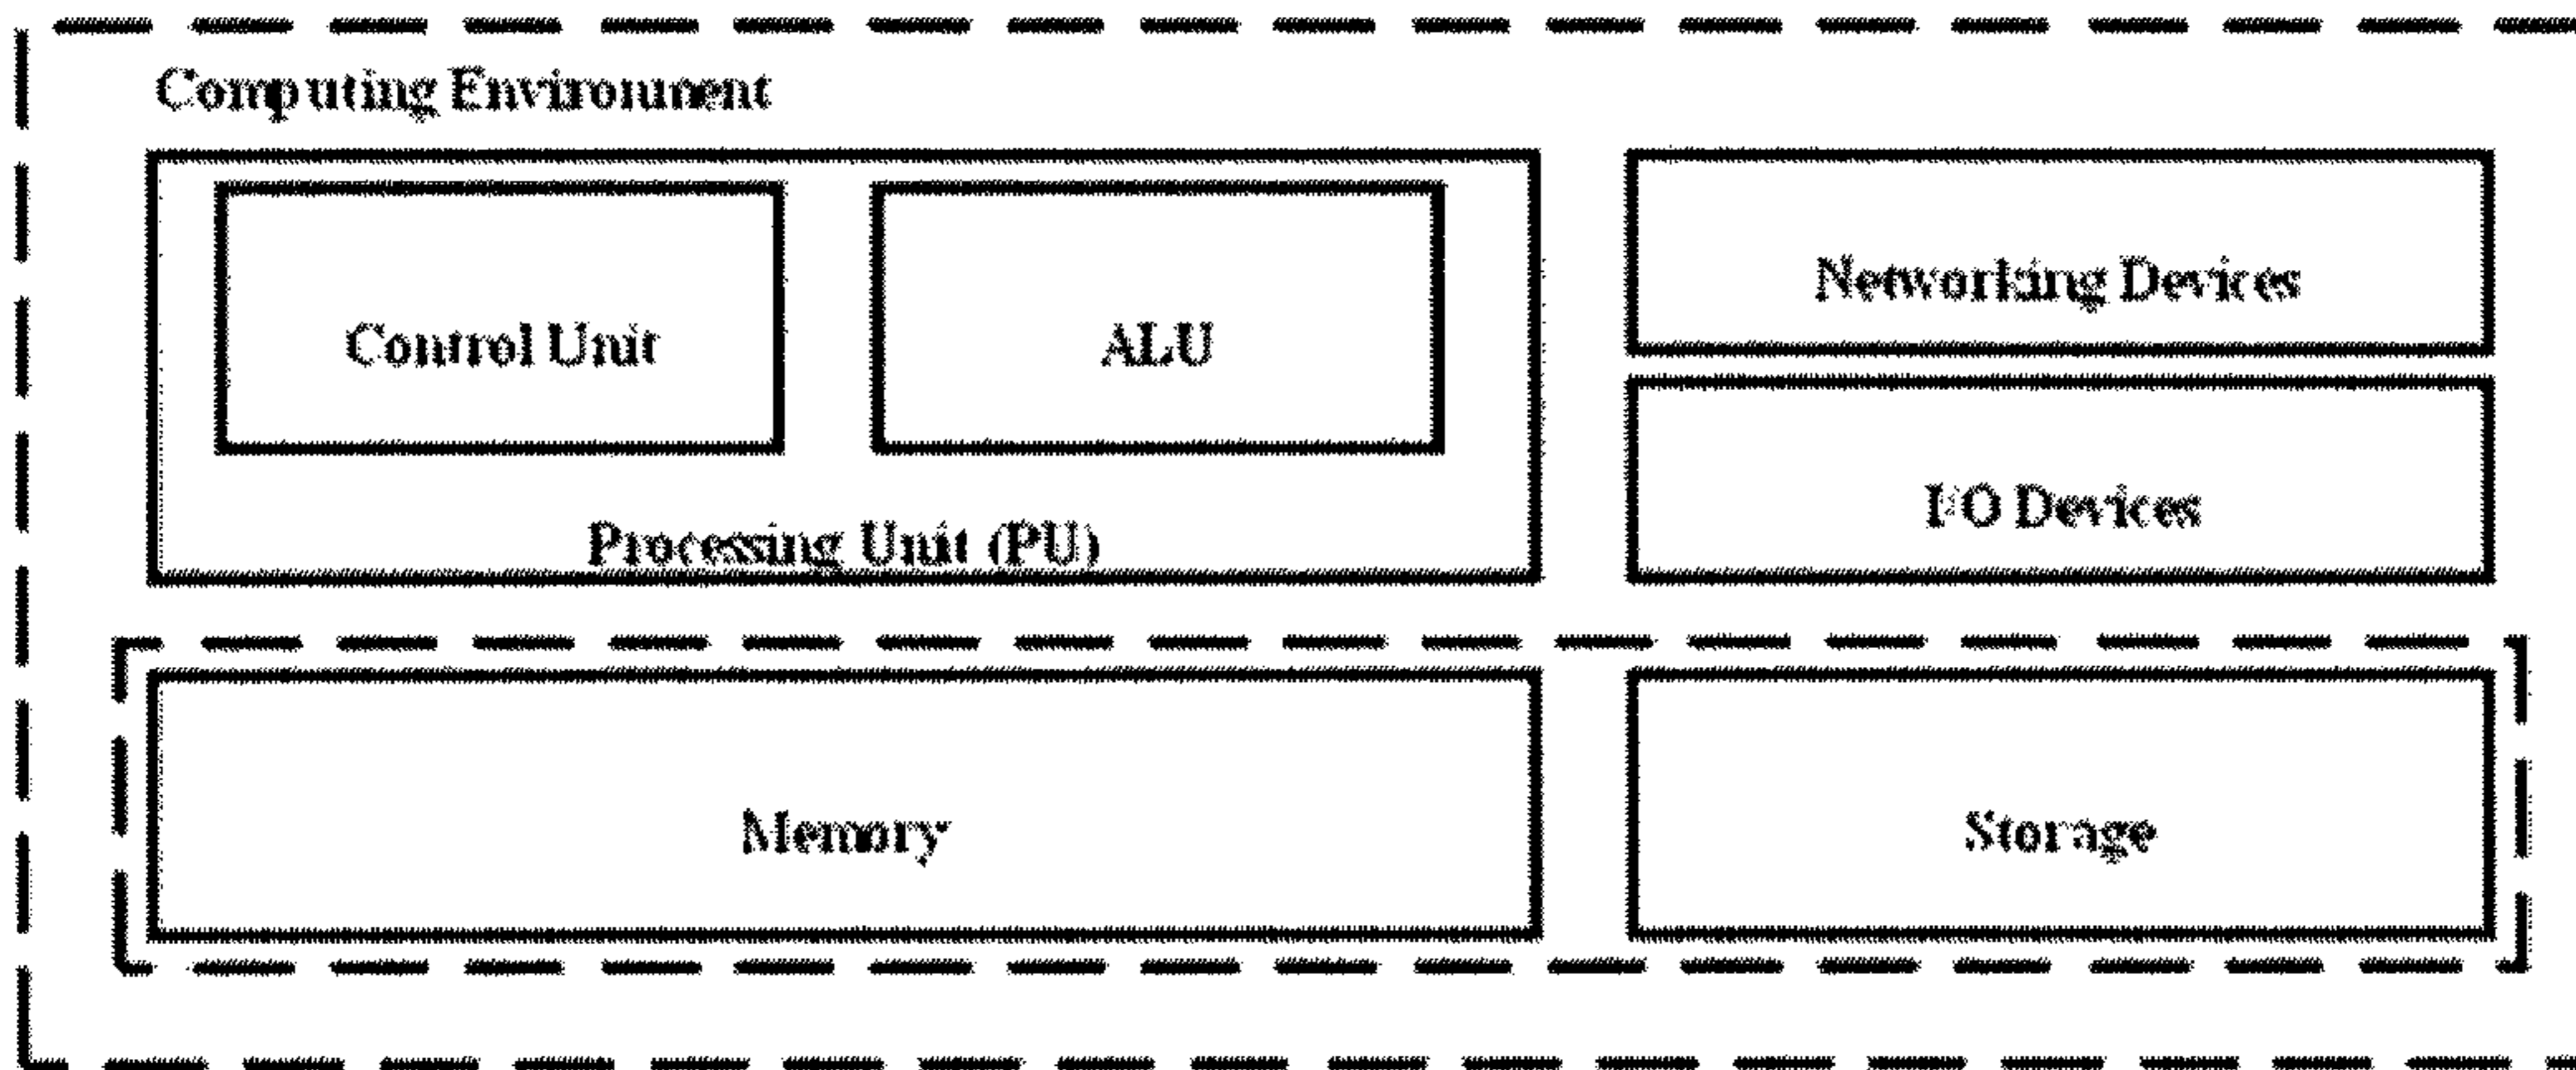 Computing Environment
Control Unit
ALU
Processing Unit (PU)
Networking Devices
I/O Devices
Memory
Storage